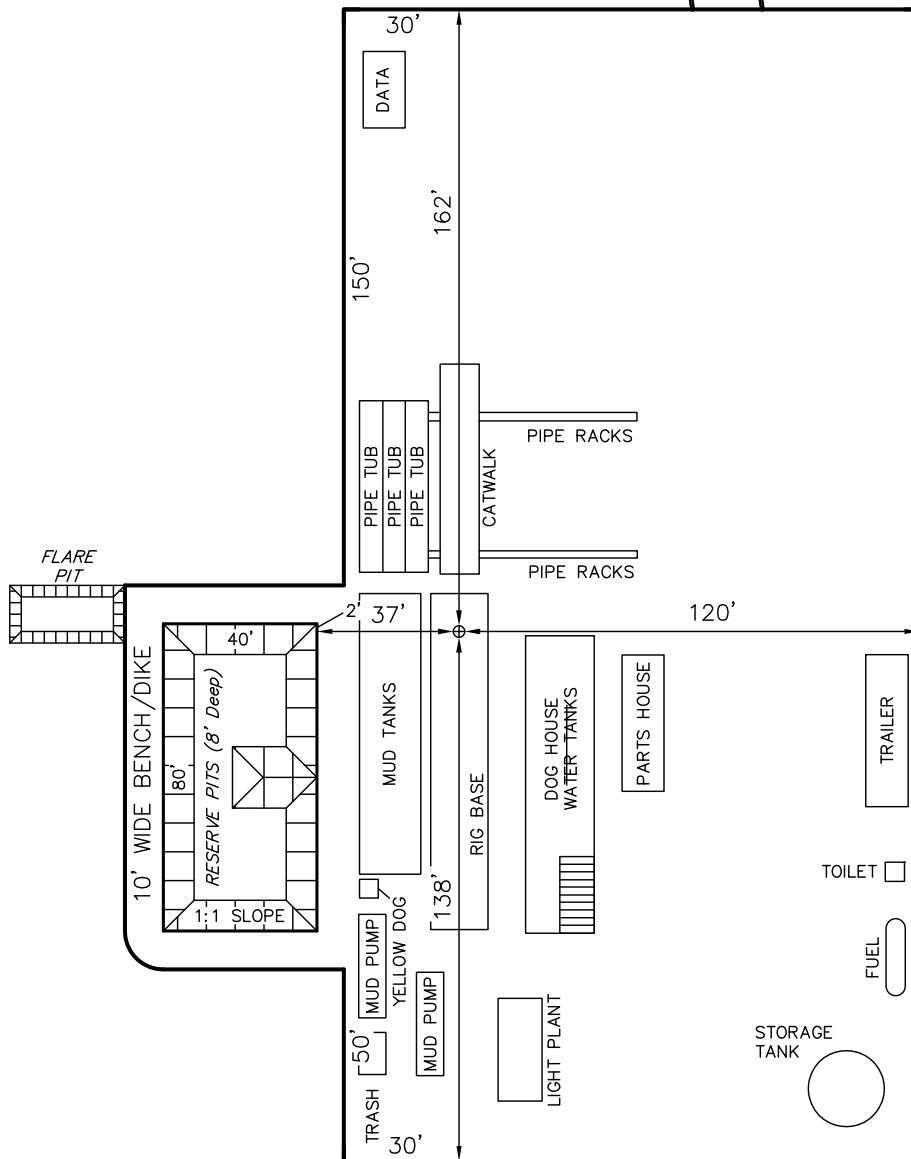 30'
DATA
162'
150'
PIPE RACKS
PIPE TUB
PIPE TUB
PIPE TUB
CATWALK
PIPE RACKS
FLARE
PIT
2'
37'
120'
40'
10' WIDE BENCH/DIKE
80'
RESERVE PITS (8' Deep)
1:1 SLOPE
MUD TANKS
RIG BASE
DOG HOUSE
WATER TANKS
PARTS HOUSE
TRAILER
138'
TOILET
YELLOW DOG
MUD PUMP
MUD PUMP
FUEL
50'
LIGHT PLANT
STORAGE
TANK
TRASH
30'